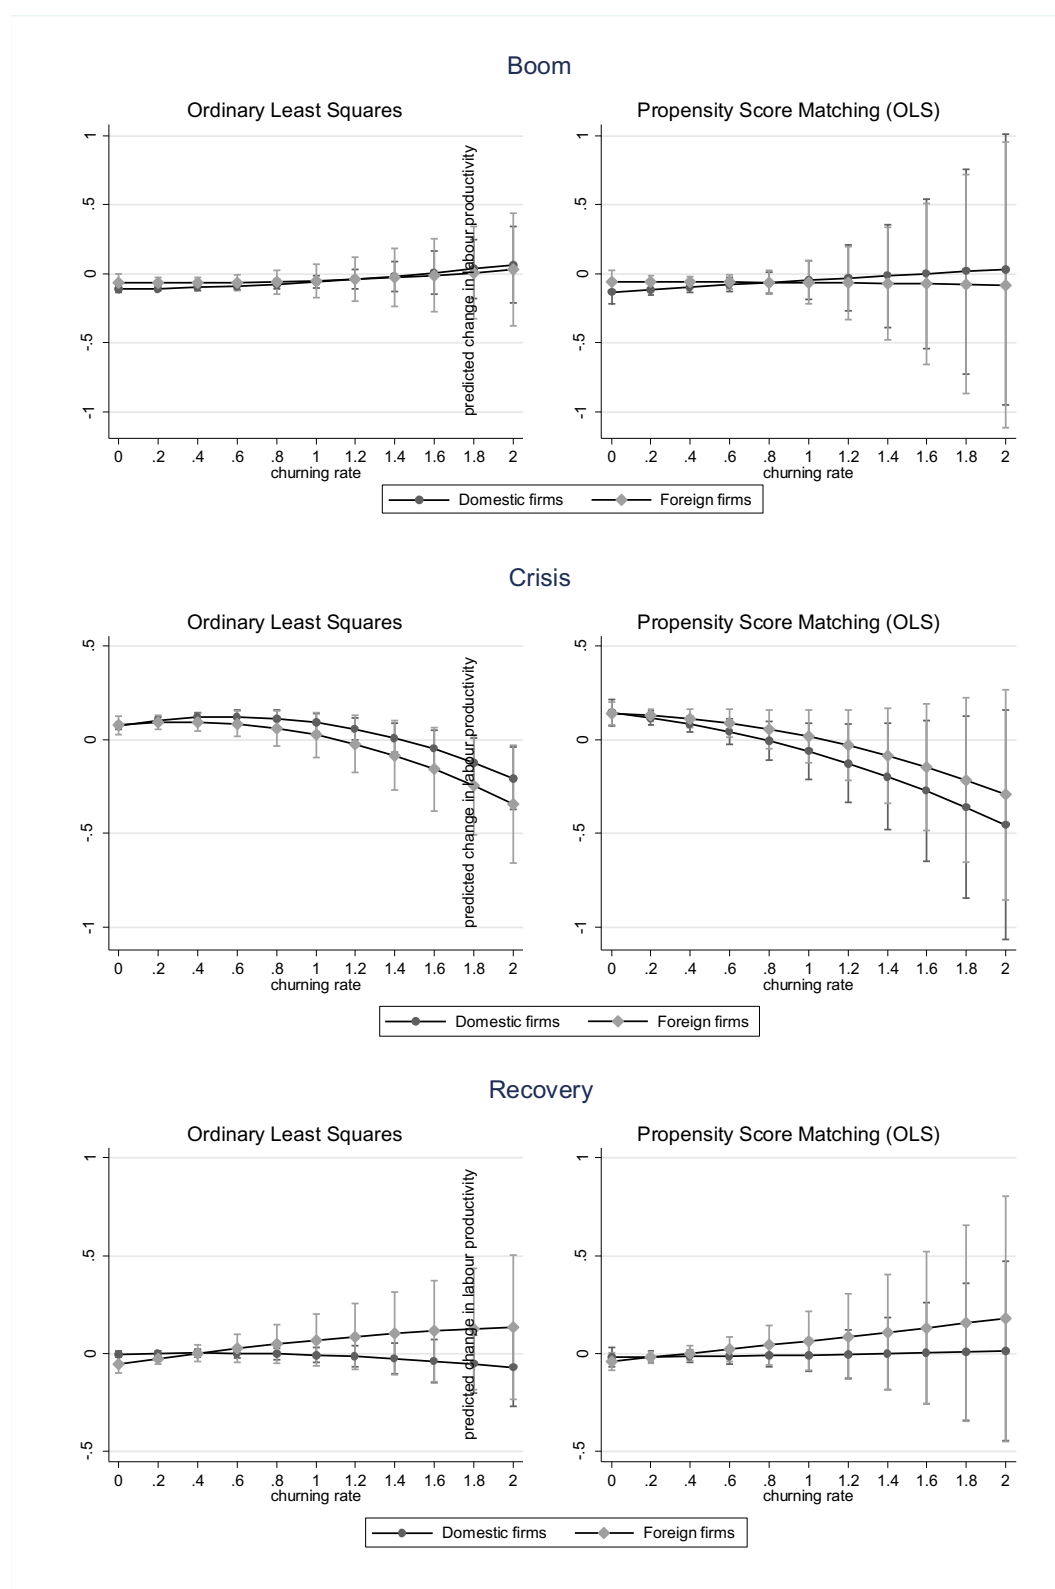 Boom
Ordinary Least Squares
Propensity Score Matching (OLS)
1
.5
0
-.5
-1
predicted change in labour productivity
1
.5
0
-.5
-1
0 .2 .4 .6 .8 1 1.2 1.4 1.6 1.8 2
churning rate
0 .2 .4 .6 .8 1 1.2 1.4 1.6 1.8 2
churning rate
Domestic firms Foreign firms
Crisis
Ordinary Least Squares
Propensity Score Matching (OLS)
.5
0
-.5
-1
predicted change in labour productivity
.5
0
-.5
-1
0 .2 .4 .6 .8 1 1.2 1.4 1.6 1.8 2
churning rate
0 .2 .4 .6 .8 1 1.2 1.4 1.6 1.8 2
churning rate
Domestic firms Foreign firms
Recovery
Ordinary Least Squares
Propensity Score Matching (OLS)
1
.5
0
-.5
predicted change in labour productivity
1
.5
0
-.5
0 .2 .4 .6 .8 1 1.2 1.4 1.6 1.8 2
churning rate
0 .2 .4 .6 .8 1 1.2 1.4 1.6 1.8 2
churning rate
Domestic firms Foreign firms